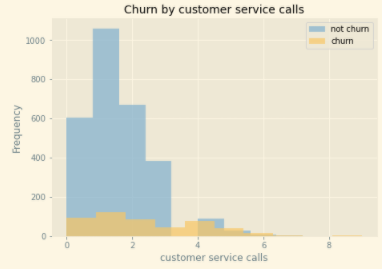 Churn by customer service calls
not churn
churn
1000
800
600
400
200
0
Frequency
0 2 4 6 8
customer service calls